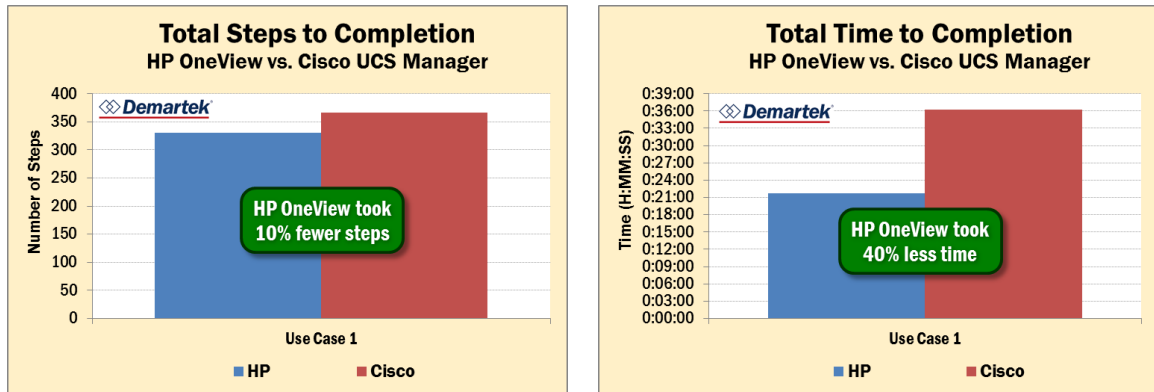 Total Steps to Completion
HP OneView vs. Cisco UCS Manager
Demartek®
Number of Steps
400
350
300
250
200
150
100
50
0
HP OneView took
10% fewer steps
Use Case 1
HP
Cisco
Total Time to Completion
HP OneView vs. Cisco UCS Manager
Demartek®
Time (H:MM:SS)
0:39:00
0:36:00
0:33:00
0:30:00
0:27:00
0:24:00
0:21:00
0:18:00
0:15:00
0:12:00
0:09:00
0:06:00
0:03:00
0:00:00
HP OneView took
40% less time
Use Case 1
HP
Cisco